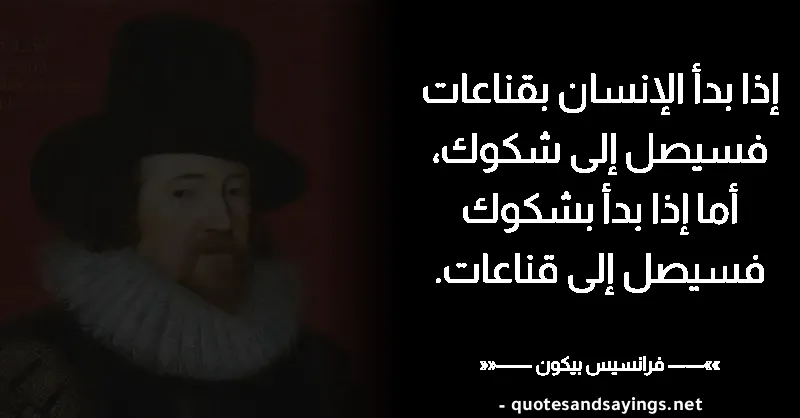 إذا بدأ الإنسان بقناعات
فسيصل إلى شكوك،
أما إذا بدأ بشكوك
فسيصل إلى قناعات.
»»—— فرانسيس بيكون ——««
- quotesandsayings.net